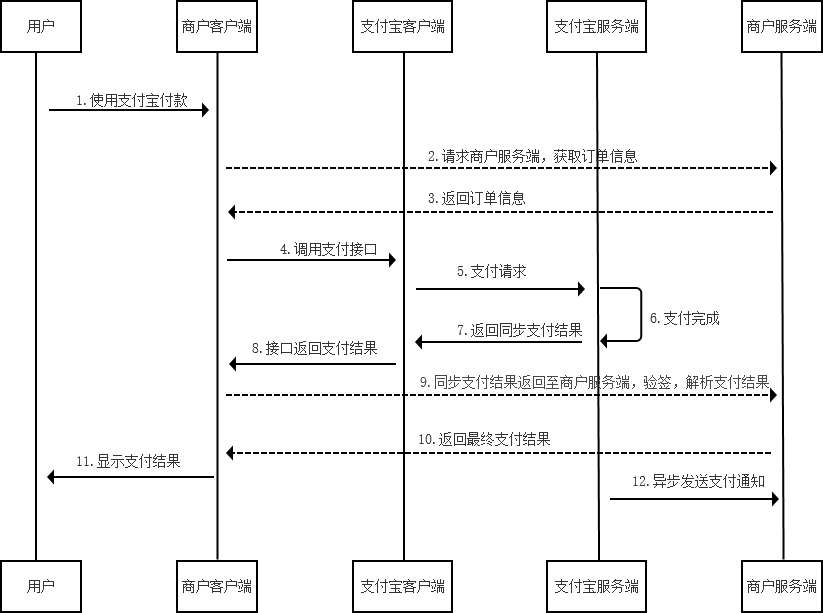 用户
商户客户端
支付宝客户端
支付宝服务端
商户服务端
1.使用支付宝付款
2.请求商户服务端，获取订单信息
3.返回订单信息
4.调用支付接口
5.支付请求
6.支付完成
7.返回同步支付结果
8.接口返回支付结果
9.同步支付结果返回至商户服务端，验签，解析支付结果
10.返回最终支付结果
11.显示支付结果
12.异步发送支付通知
用户
商户客户端
支付宝客户端
支付宝服务端
商户服务端